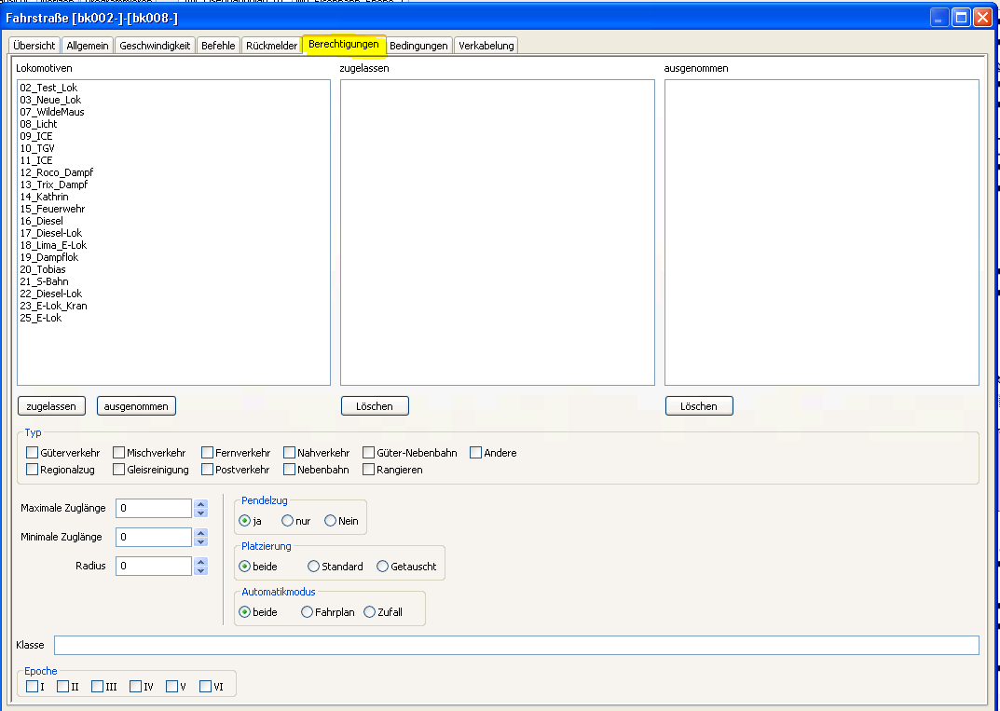 Fahrstraße [bk002-]-[bk008-]
Übersicht Allgemein Geschwindigkeit Befehle Rückmelder Berechtigungen Bedingungen Verkabelung
Lokomotiven zugelassen ausgenommen
02_Test_Lok
03_Neue_Lok
07_WildeMaus
08_Licht
09_ICE
10_TGV
11_ICE
12_Roco_Dampf
13_Trix_Dampf
14_Kathrin
15_Feuerwehr
16_Diesel
17_Diesel-Lok
18_Lima_E-Lok
19_Dampflok
20_Tobias
21_S-Bahn
22_Diesel-Lok
23_E-Lok_Kran
25_E-Lok
zugelassen ausgenommen Löschen Löschen
Typ
Güterverkehr Mischverkehr Fernverkehr Nahverkehr Güter-Nebenbahn Andere
Regionalzug Gleisreinigung Postverkehr Nebenbahn Rangieren
Maximale Zuglänge 0
Minimale Zuglänge 0
Radius 0
Pendelzug
ja nur Nein
Platzierung
beide Standard Getauscht
Automatikmodus
beide Fahrplan Zufall
Klasse
Epoche
I II III IV V VI